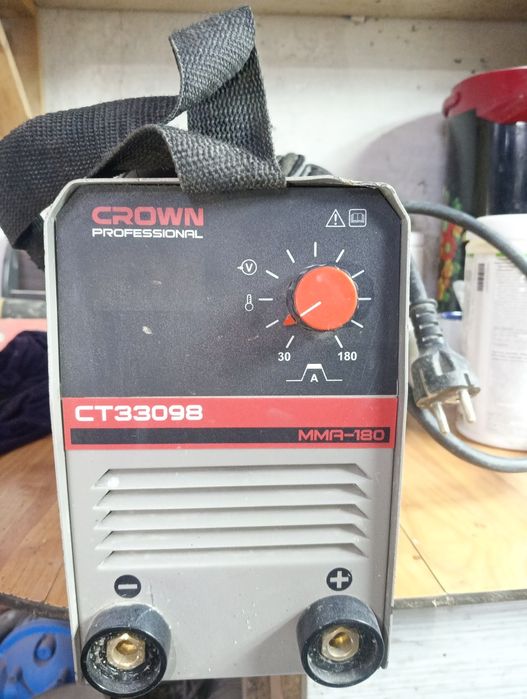 CROWN
PROFESSIONAL
V
30
180
A
CT33098
MMA-180